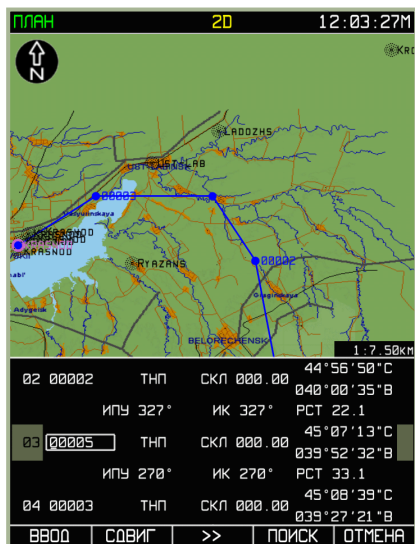 ПЛАН 2D 12:03:27М
KRO
N
LADOZHS
UST-LAB
00003
KRASNOD
RYAZANS
00002
Giaginskaya
Adygeisk
BELORECHENSK
1:7.50км
02 00002 ТНП СКЛ 000.00 44°56'50"С
040°00'35"В
ИПУ 327° ИК 327° РСТ 22.1
03 00005 ТНП СКЛ 000.00 45°07'13"С
039°52'32"В
ИПУ 270° ИК 270° РСТ 33.1
04 00003 ТНП СКЛ 000.00 45°08'39"С
039°27'21"В
ВВОД СДВИГ >> ПОИСК ОТМЕНА